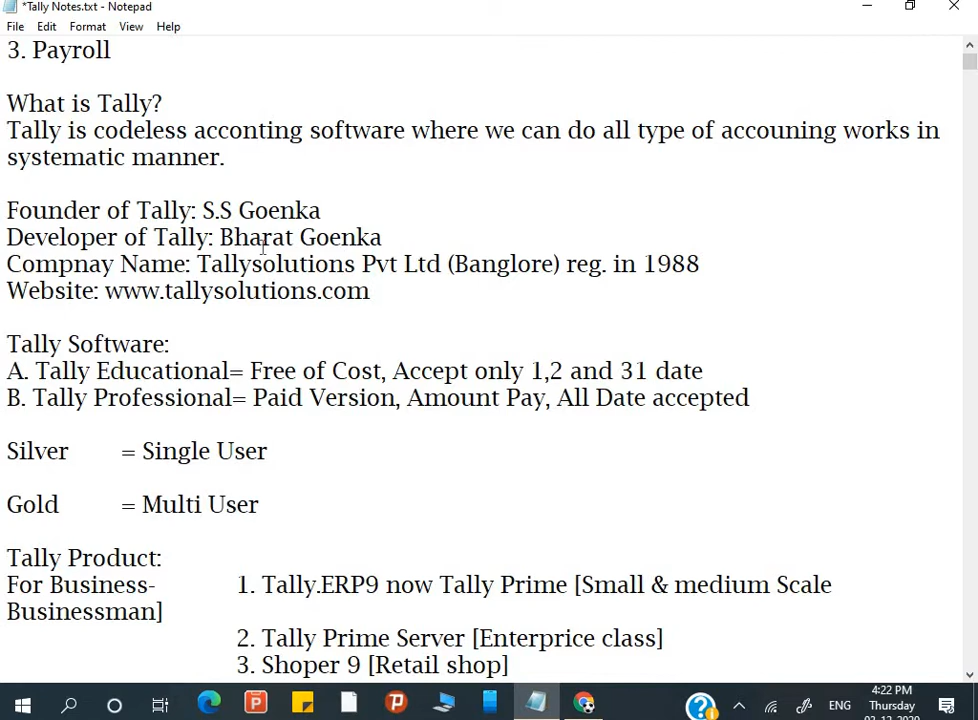 *Tally Notes.txt - Notepad
File Edit Format View Help
3. Payroll
What is Tally?
Tally is codeless acconting software where we can do all type of accouning works in
systematic manner.
Founder of Tally: S.S Goenka
Developer of Tally: Bharat Goenka
Compnay Name: Tallysolutions Pvt Ltd (Banglore) reg. in 1988
Website: www.tallysolutions.com
Tally Software:
A. Tally Educational= Free of Cost, Accept only 1,2 and 31 date
B. Tally Professional= Paid Version, Amount Pay, All Date accepted
Silver = Single User
Gold = Multi User
Tally Product:
For Business- 1. Tally.ERP9 now Tally Prime [Small & medium Scale
Businessman]
2. Tally Prime Server [Enterprice class]
3. Shoper 9 [Retail shop]
4:22 PM
ENG Thursday